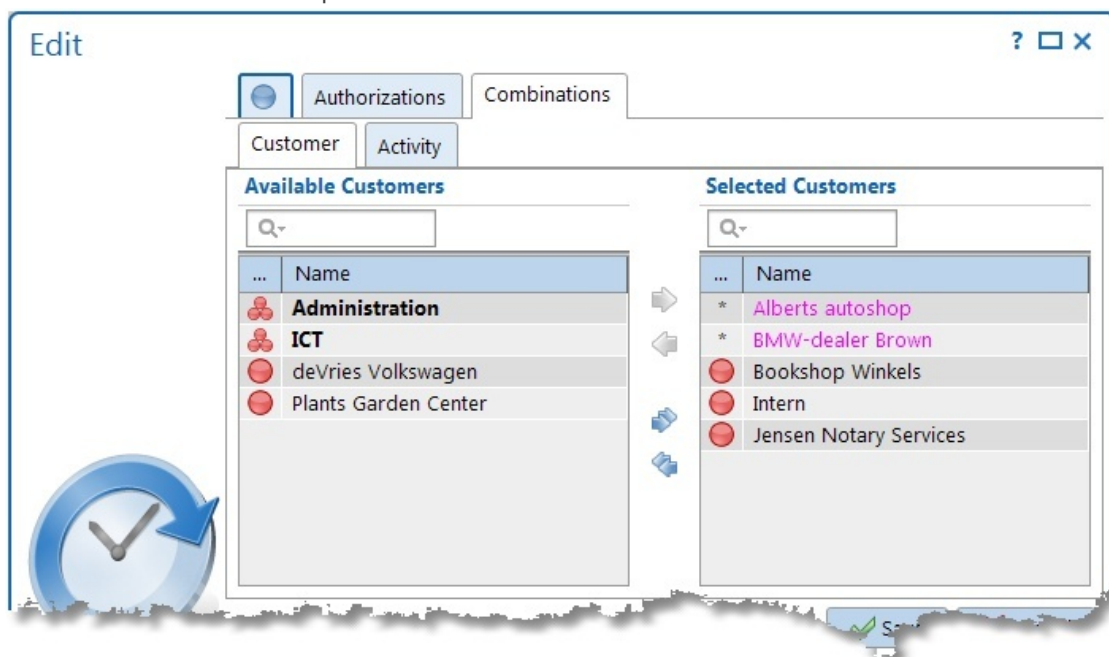 Edit
?
Authorizations
Combinations
Customer
Activity
Available Customers
Selected Customers
... Name
Administration
ICT
deVries Volkswagen
Plants Garden Center
... Name
* Alberts autoshop
* BMW-dealer Brown
Bookshop Winkels
Intern
Jensen Notary Services